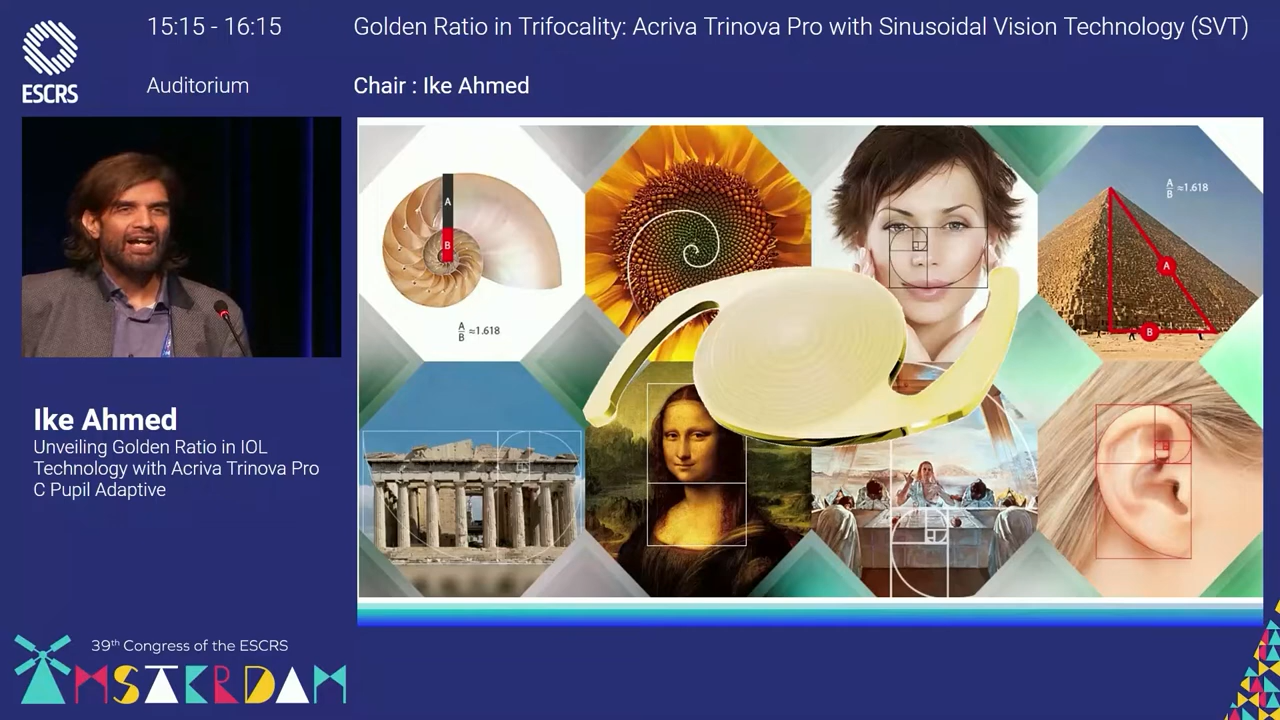 15:15 - 16:15
Golden Ratio in Trifocality: Acriva Trinova Pro with Sinusoidal Vision Technology (SVT)
ESCRS
Auditorium
Chair : Ike Ahmed
A
B
A
B ≈1.618
A
B ≈1.618
A
B
Ike Ahmed
Unveiling Golden Ratio in IOL
Technology with Acriva Trinova Pro
C Pupil Adaptive
39th Congress of the ESCRS
AMSTERDAM